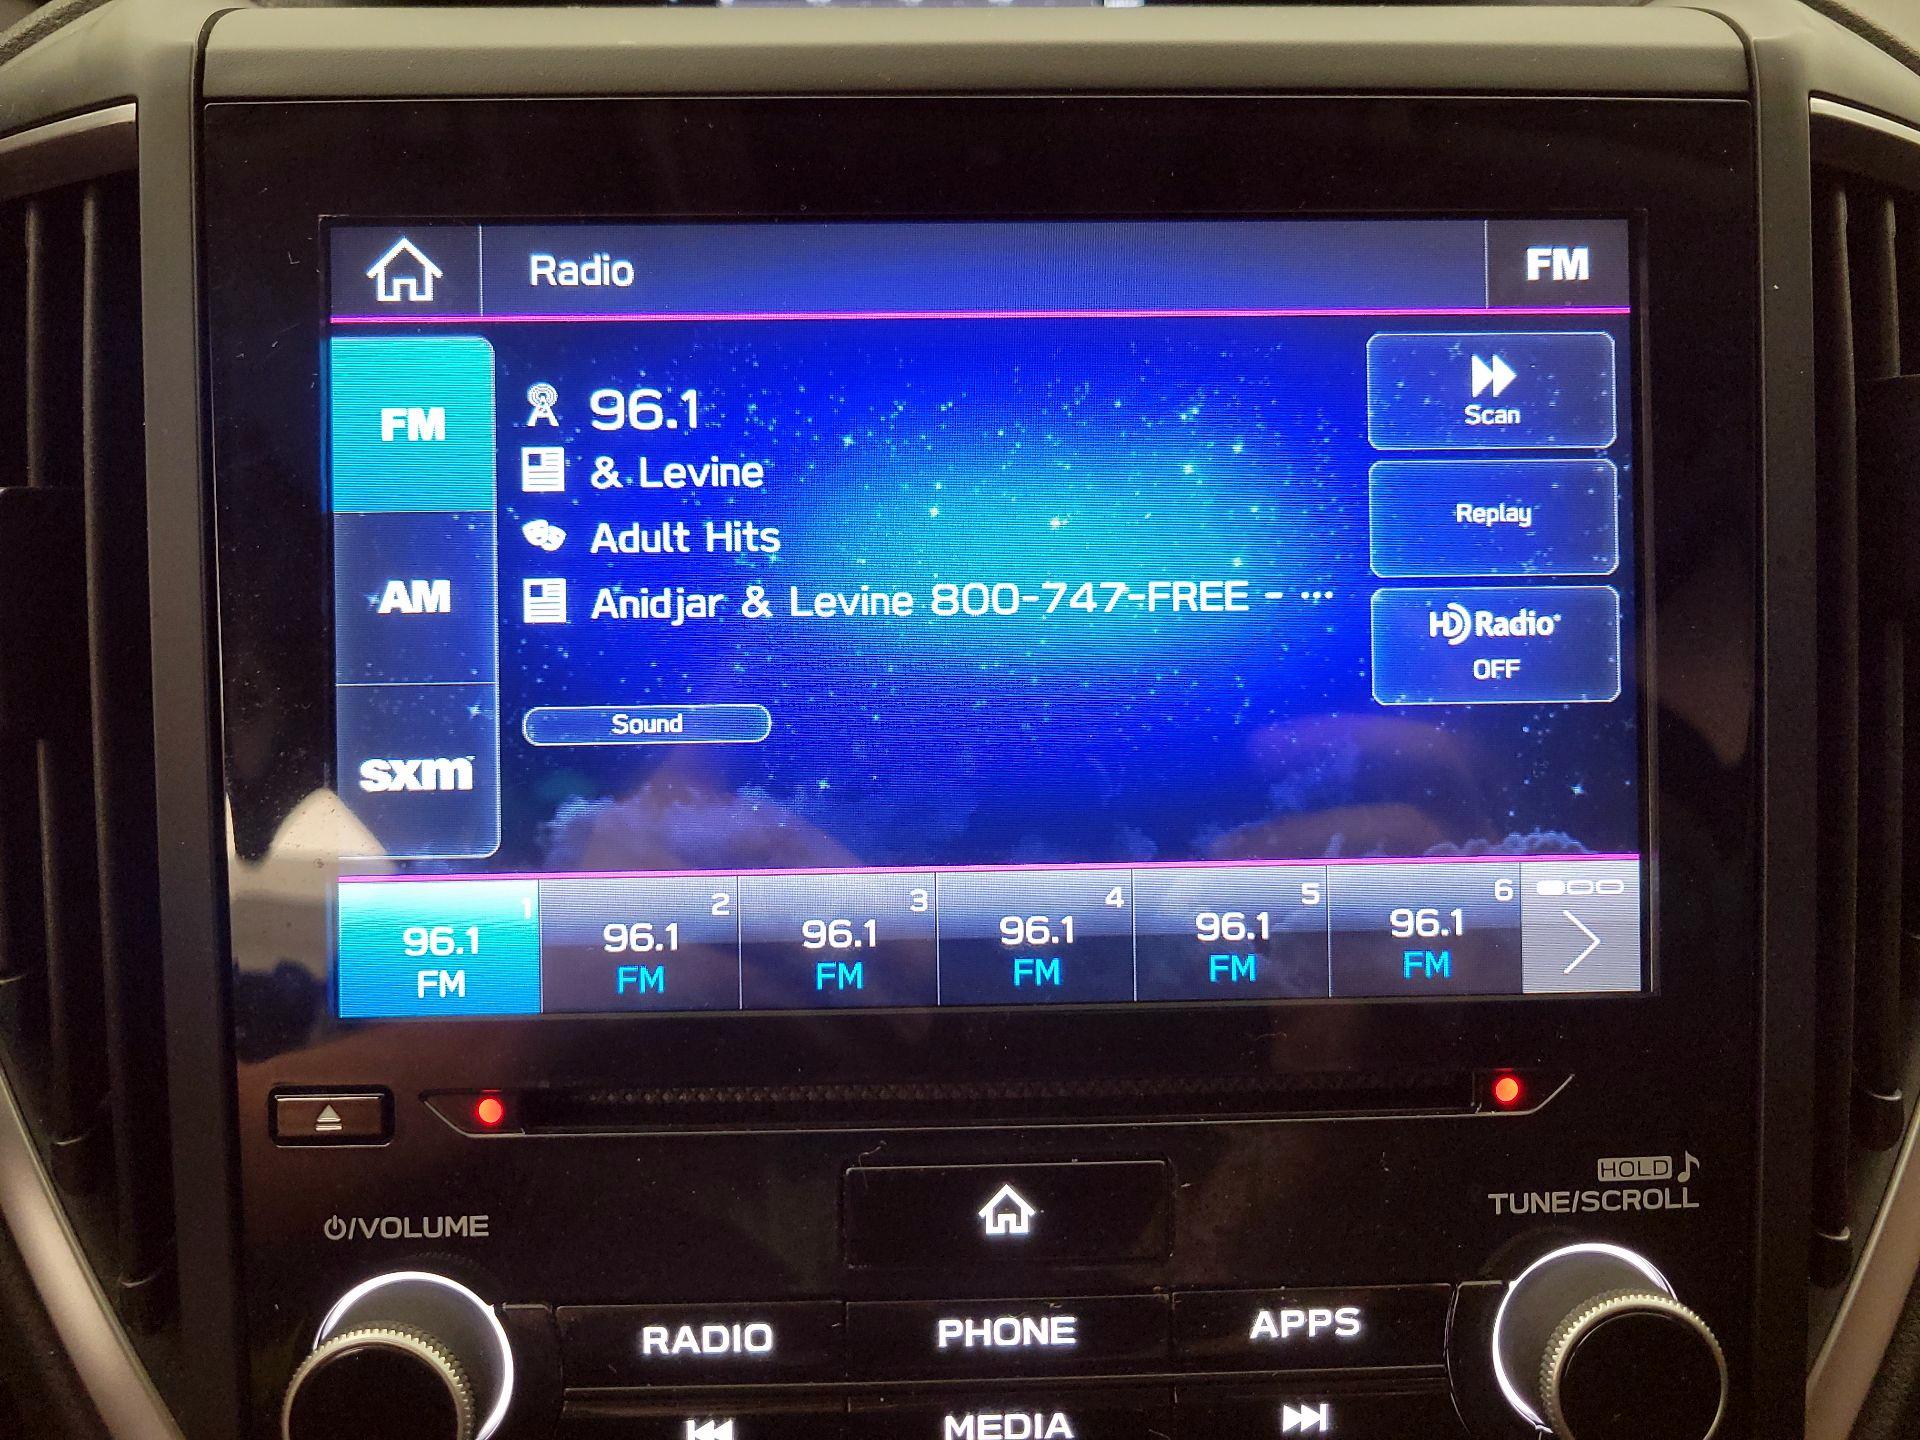 Radio
FM
FM
AM
sxm
96.1
& Levine
Adult Hits
Anidjar & Levine 800-747-FREE - ...
Sound
Scan
Replay
HD Radio
OFF
1
96.1
FM
2
96.1
FM
3
96.1
FM
4
96.1
FM
5
96.1
FM
6
96.1
FM
/VOLUME
HOLD
TUNE/SCROLL
RADIO
PHONE
APPS
MEDIA